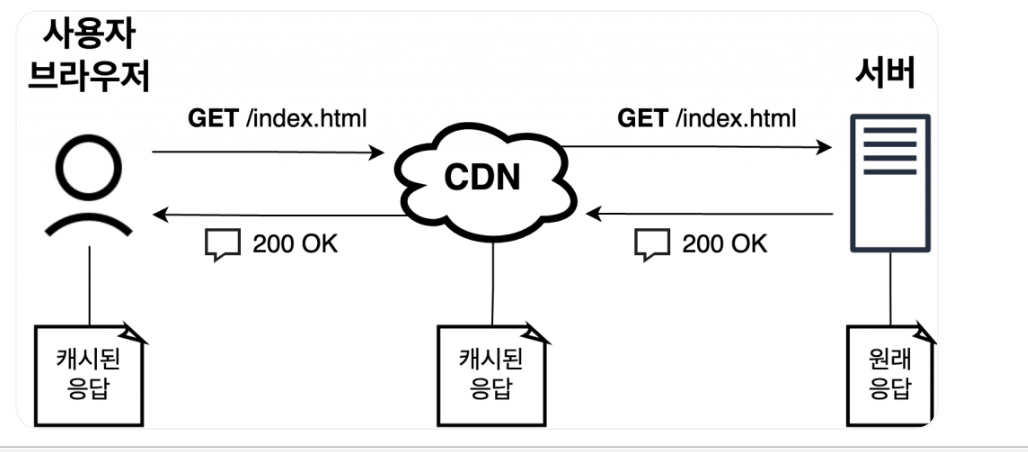 사용자
브라우저
서버
GET /index.html
GET /index.html
CDN
200 OK
200 OK
캐시된
응답
캐시된
응답
원래
응답